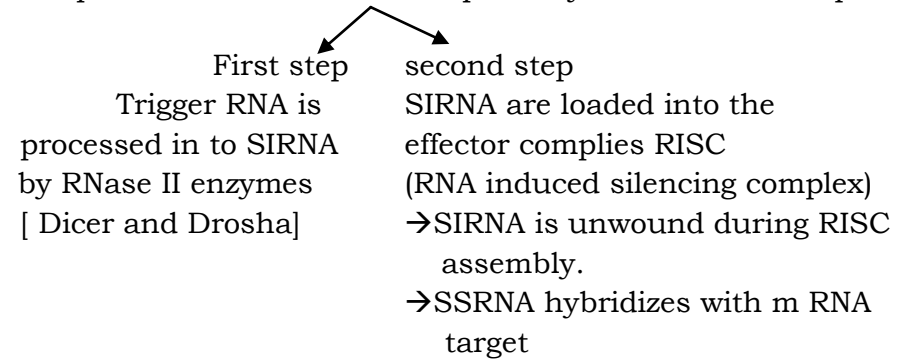 First step second step
Trigger RNA is SIRNA are loaded into the
processed in to SIRNA effector complies RISC
by RNase II enzymes (RNA induced silencing complex)
[ Dicer and Drosha] →SIRNA is unwound during RISC
assembly.
→SSRNA hybridizes with m RNA
target